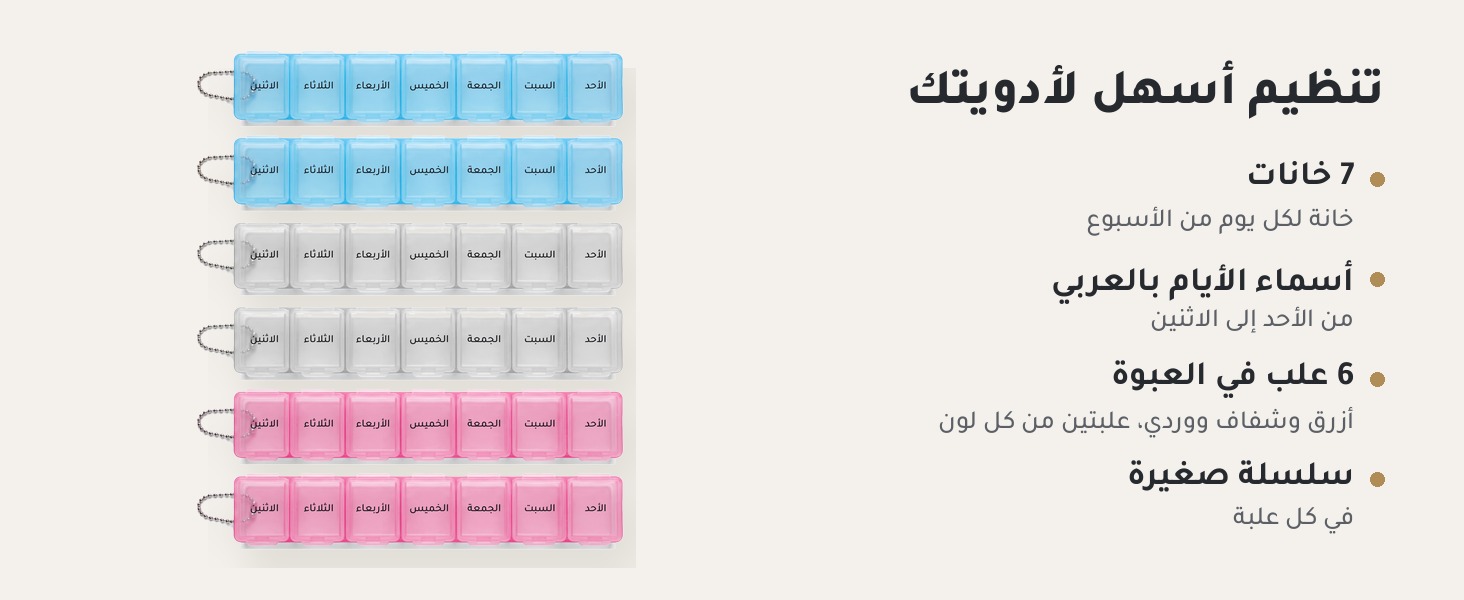 تنظيم أسهل لأدويتك
7 خانات
خانة لكل يوم من الأسبوع
أسماء الأيام بالعربي
من الأحد إلى الاثنين
6 علب في العبوة
أزرق وشفاف ووردي، علبتين من كل لون
سلسلة صغيرة
في كل علبة
الأحد السبت الجمعة الخميس الأربعاء الثلاثاء الاثنين
الأحد السبت الجمعة الخميس الأربعاء الثلاثاء الاثنين
الأحد السبت الجمعة الخميس الأربعاء الثلاثاء الاثنين
الأحد السبت الجمعة الخميس الأربعاء الثلاثاء الاثنين
الأحد السبت الجمعة الخميس الأربعاء الثلاثاء الاثنين
الأحد السبت الجمعة الخميس الأربعاء الثلاثاء الاثنين